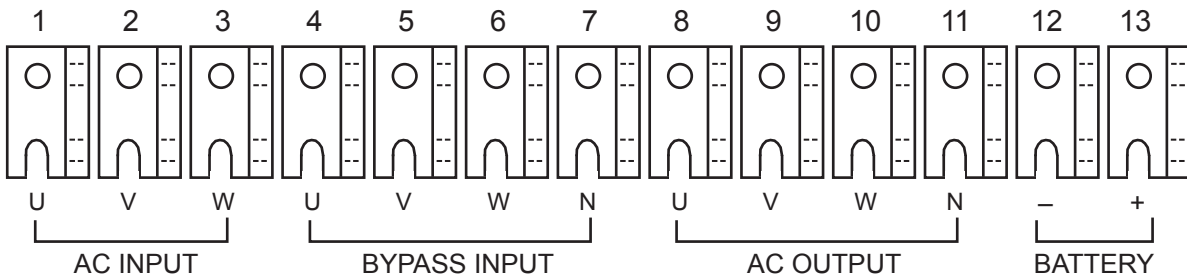 1 2 3 4 5 6 7 8 9 10 11 12 13
U V W U V W N U V W N – +
AC INPUT BYPASS INPUT AC OUTPUT BATTERY